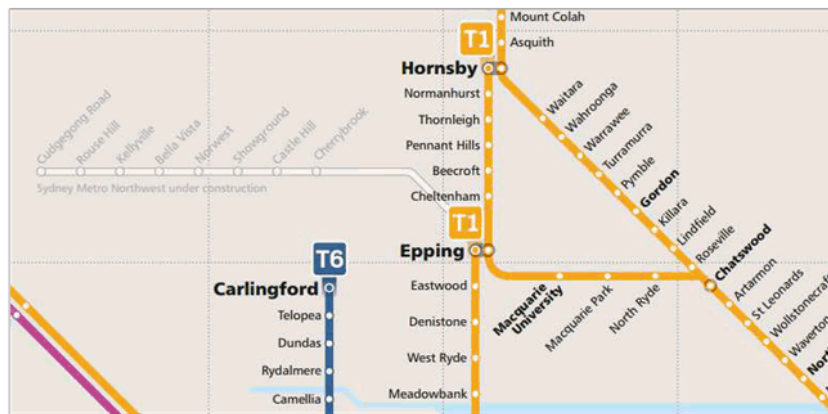 Mount Colah
T1
Asquith
Hornsby
Normanhurst
Thornleigh
Pennant Hills
Beecroft
Cheltenham
Waitara
Wahroonga
Warrawee
Turramurra
Pymble
Gordon
Killara
Lindfield
Roseville
Chatswood
Artarmon
St Leonards
Wollstonecraf
Waverton
Nort
Cudgegong Road
Rouse Hill
Kellyville
Bella Vista
Norwest
Showground
Castle Hill
Cherrybrook
Sydney Metro Northwest under construction
T1
Epping
Eastwood
Denistone
West Ryde
Meadowbank
Macquarie
University
Macquarie Park
North Ryde
T6
Carlingford
Telopea
Dundas
Rydalmere
Camellia